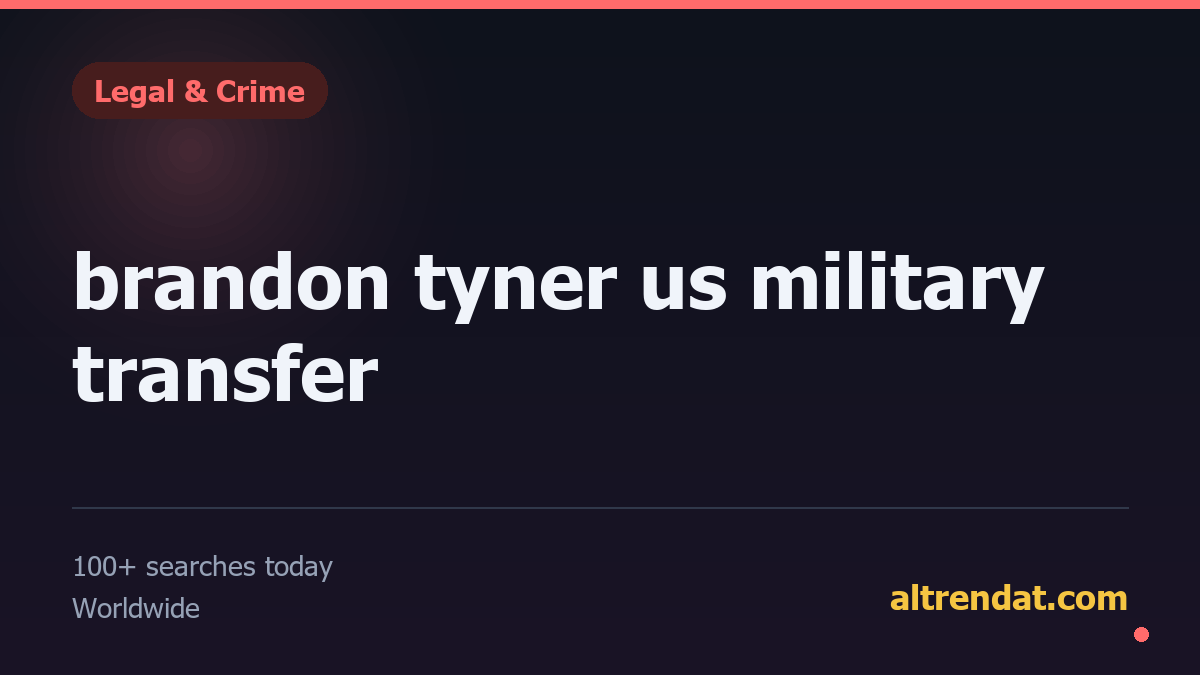 Legal & Crime
brandon tyner us military
transfer
100+ searches today
Worldwide
altrendat.com